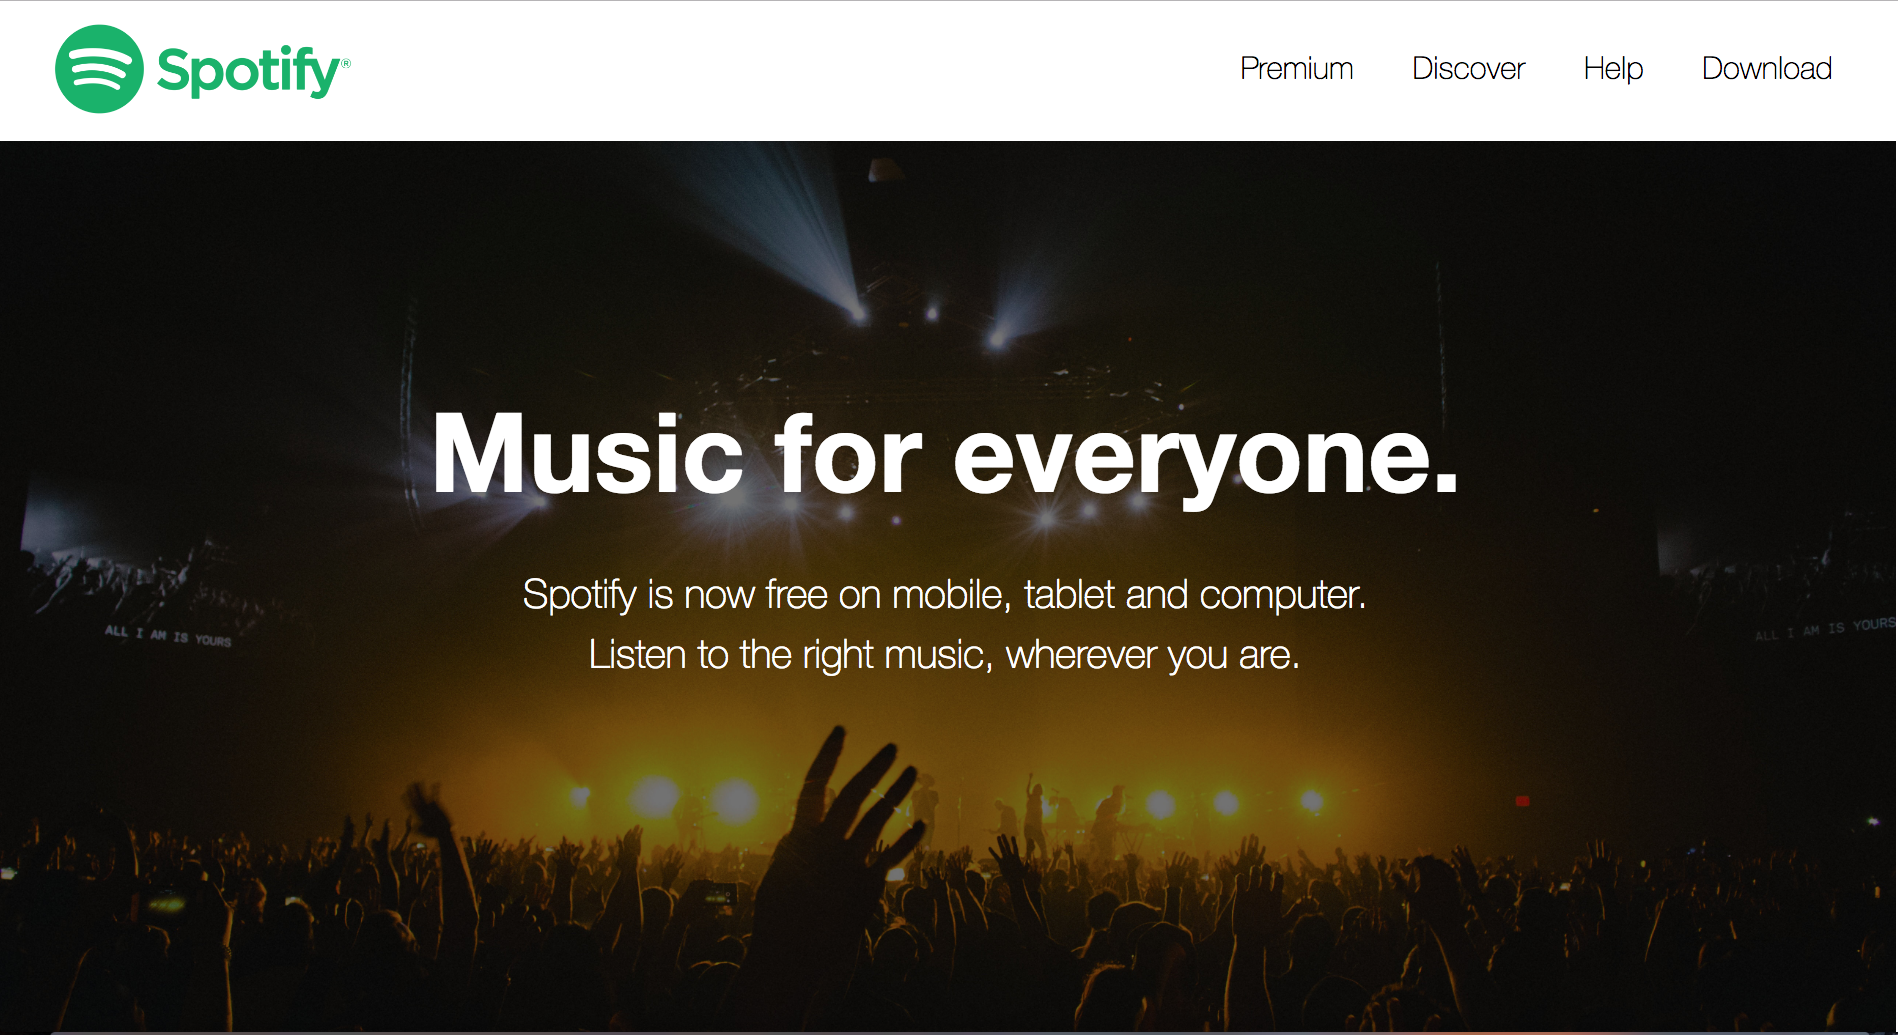 Spotify®
Premium Discover Help Download
Music for everyone.
Spotify is now free on mobile, tablet and computer.
Listen to the right music, wherever you are.
ALL I AM IS YOURS
ALL I AM IS YOURS